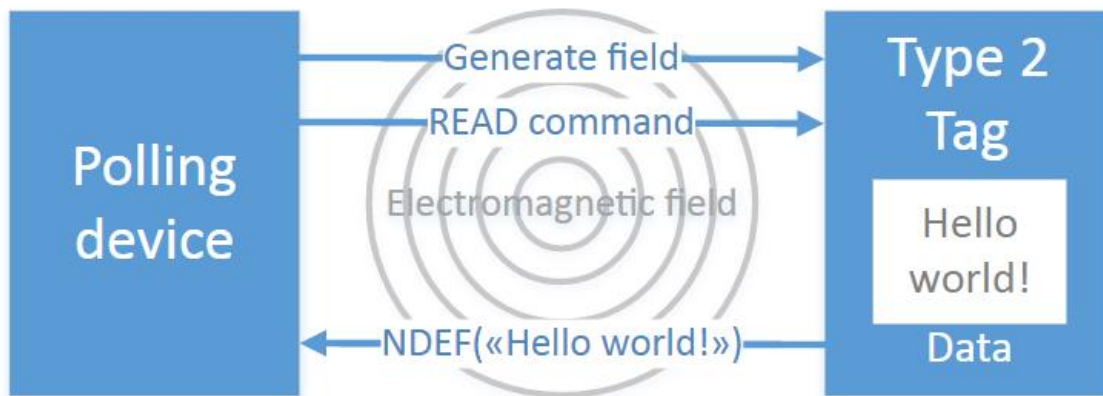 Polling
device
Generate field
READ command
Electromagnetic field
NDEF(«Hello world!»)
Type 2
Tag
Hello
world!
Data